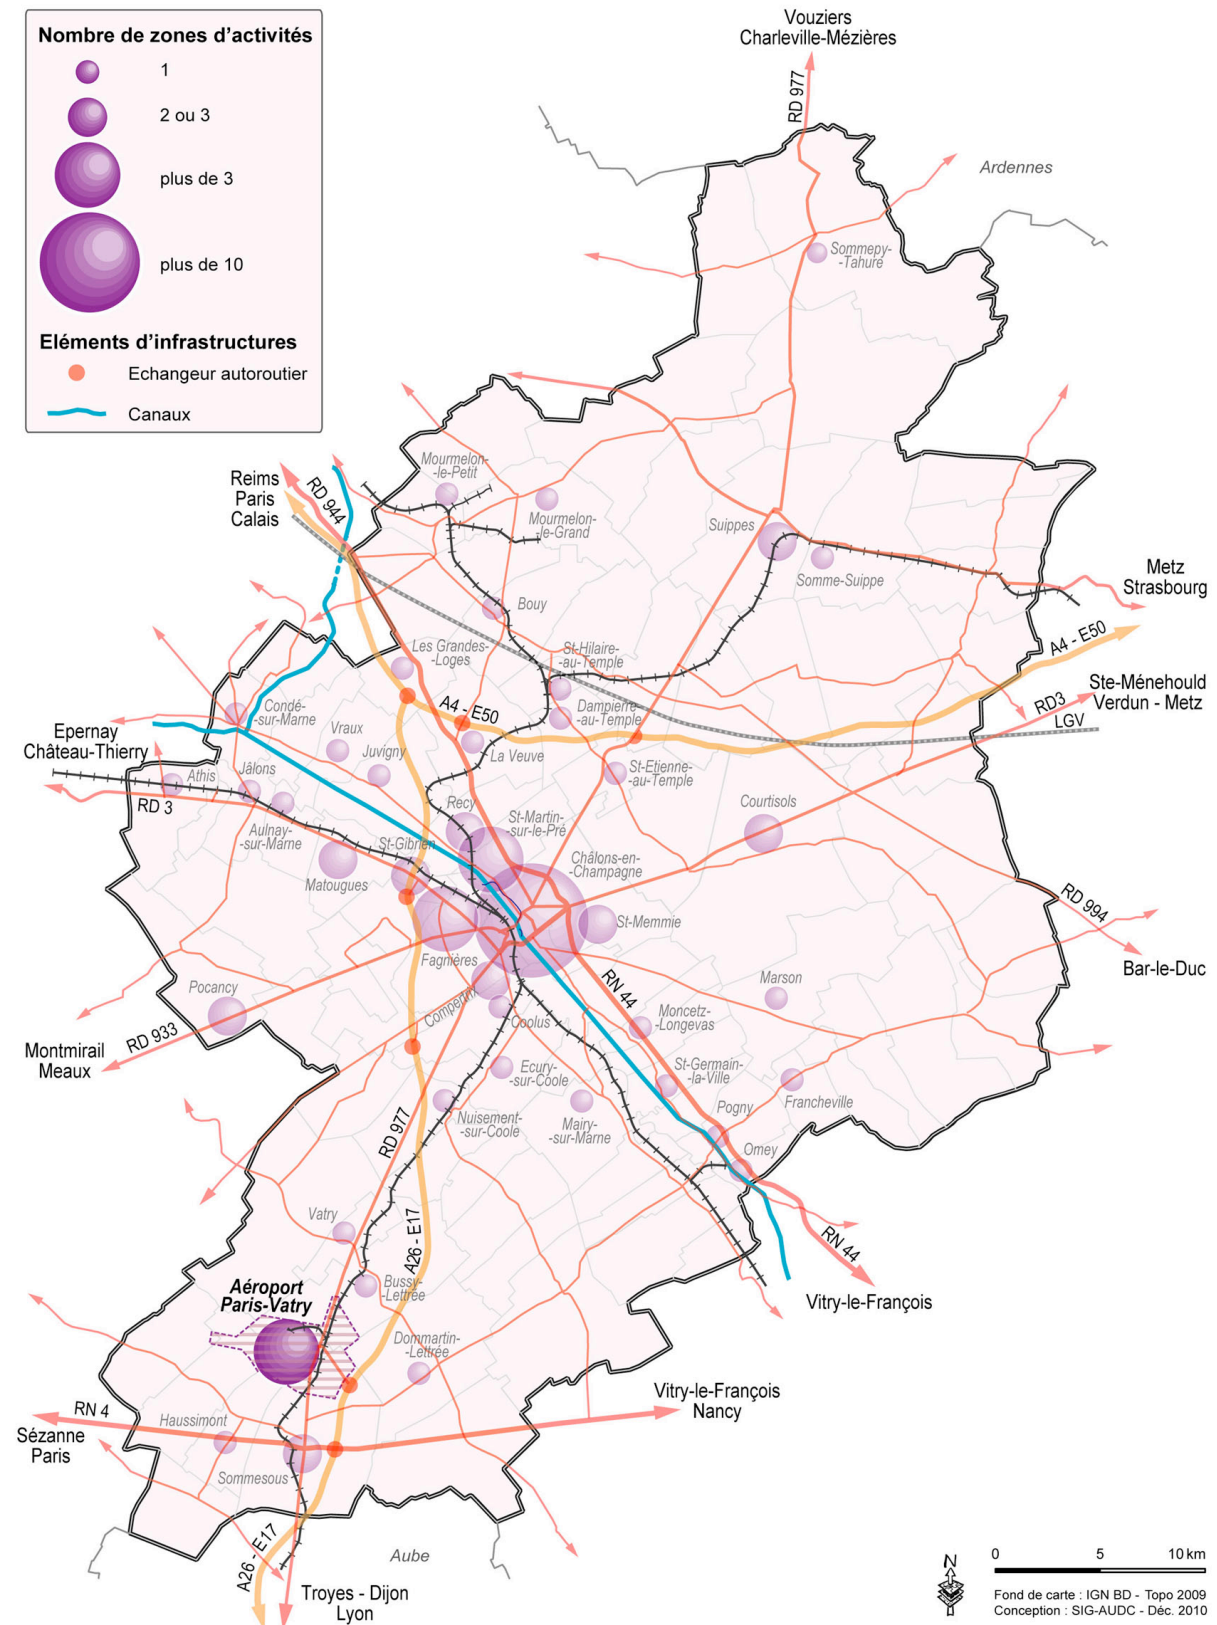 Nombre de zones d'activités
1
2 ou 3
plus de 3
plus de 10
Eléments d'infrastructures
Echangeur autoroutier
Canaux
Vouziers
Charleville-Mézières
RD 977
Ardennes
Sommepy-
-Tahure
Mourmelon-
-le-Petit
Reims
Paris
Calais
RD 944
Mourmelon-
-le-Grand
Suippes
Somme-Suippe
Metz
Strasbourg
Bouy
A4 - E50
Les Grandes-
-Loges
St-Hilaire-
-au-Temple
Ste-Ménehould
Verdun - Metz
RD3
LGV
A4 - E50
Condé-
-sur-Marne
Dampierre
-au-Temple
Epernay
Château-Thierry
Vraux
Juvigny
La Veuve
St-Etienne-
-au-Temple
Athis
Jâlons
RD 3
Recy
St-Martin-
-sur-le-Pré
Courtisols
Aulnay-
-sur-Marne
St-Gibrien
Châlons-en-
-Champagne
Matougues
RD 994
St-Memmie
Fagnières
Bar-le-Duc
Pocancy
RN 44
Marson
Compertrix
Coolus
Moncetz-
-Longevas
RD 933
Montmirail
Meaux
Ecury-
-sur-Coole
St-Germain-
-la-Ville
Francheville
RD 977
Nuisement-
-sur-Coole
Mairy-
-sur-Marne
Pogny
Omey
Vatry
A26 - E17
RN 44
Aéroport
Paris-Vatry
Bussy-
-Lettrée
Vitry-le-François
Dommartin-
-Lettrée
Vitry-le-François
Nancy
RN 4
Sézanne
Paris
Haussimont
Sommesous
A26 - E17
Aube
Troyes - Dijon
Lyon
N
0 5 10 km
Fond de carte : IGN BD - Topo 2009
Conception : SIG-AUDC - Déc. 2010